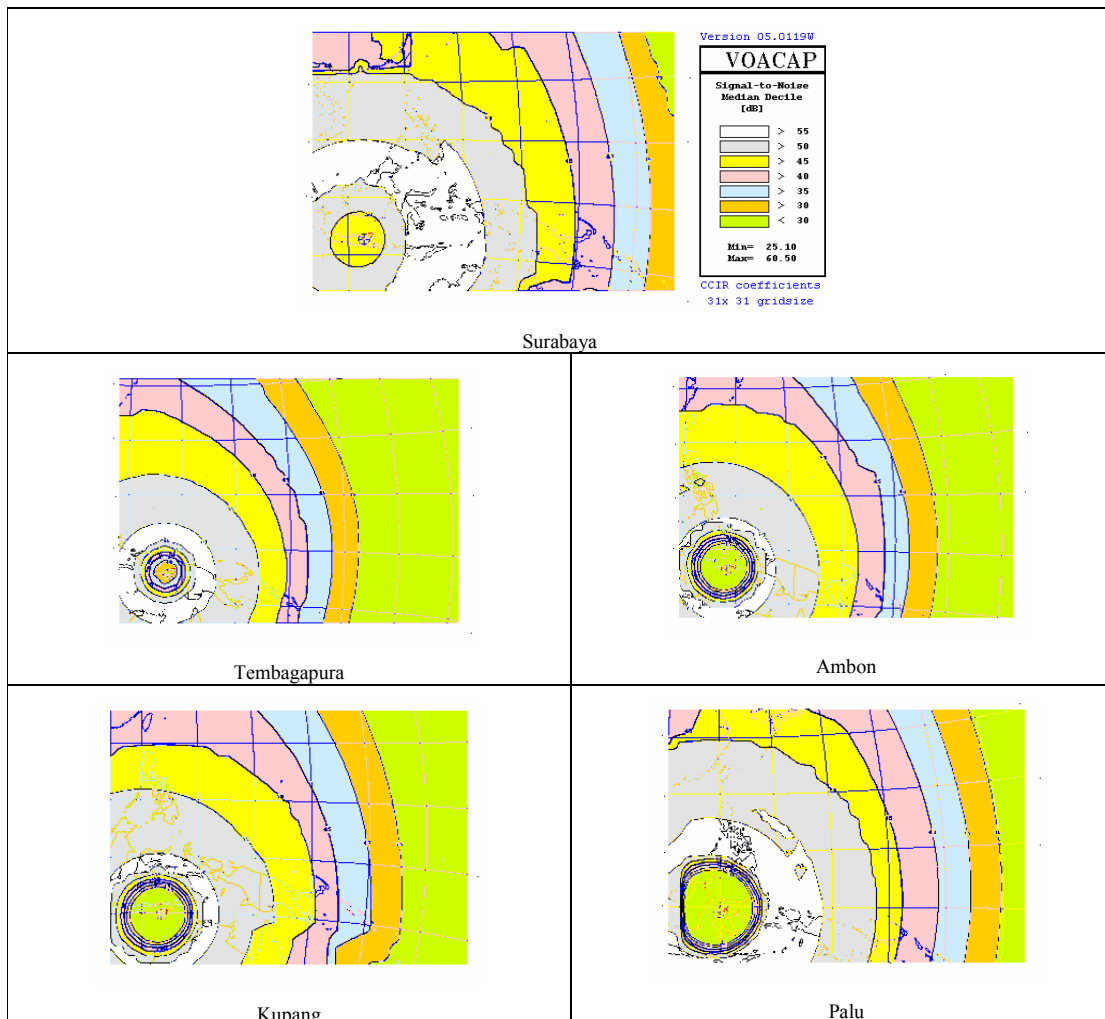 Version 05.0119W
VOACAP
Signal-to-Noise
Median Decile
[dB]
> 55
> 50
> 45
> 40
> 35
> 30
< 30
Min= 25.10
Max= 60.50
CCIR coefficients
31x 31 gridsize
Surabaya
Tembagapura
Ambon
Kupang
Palu